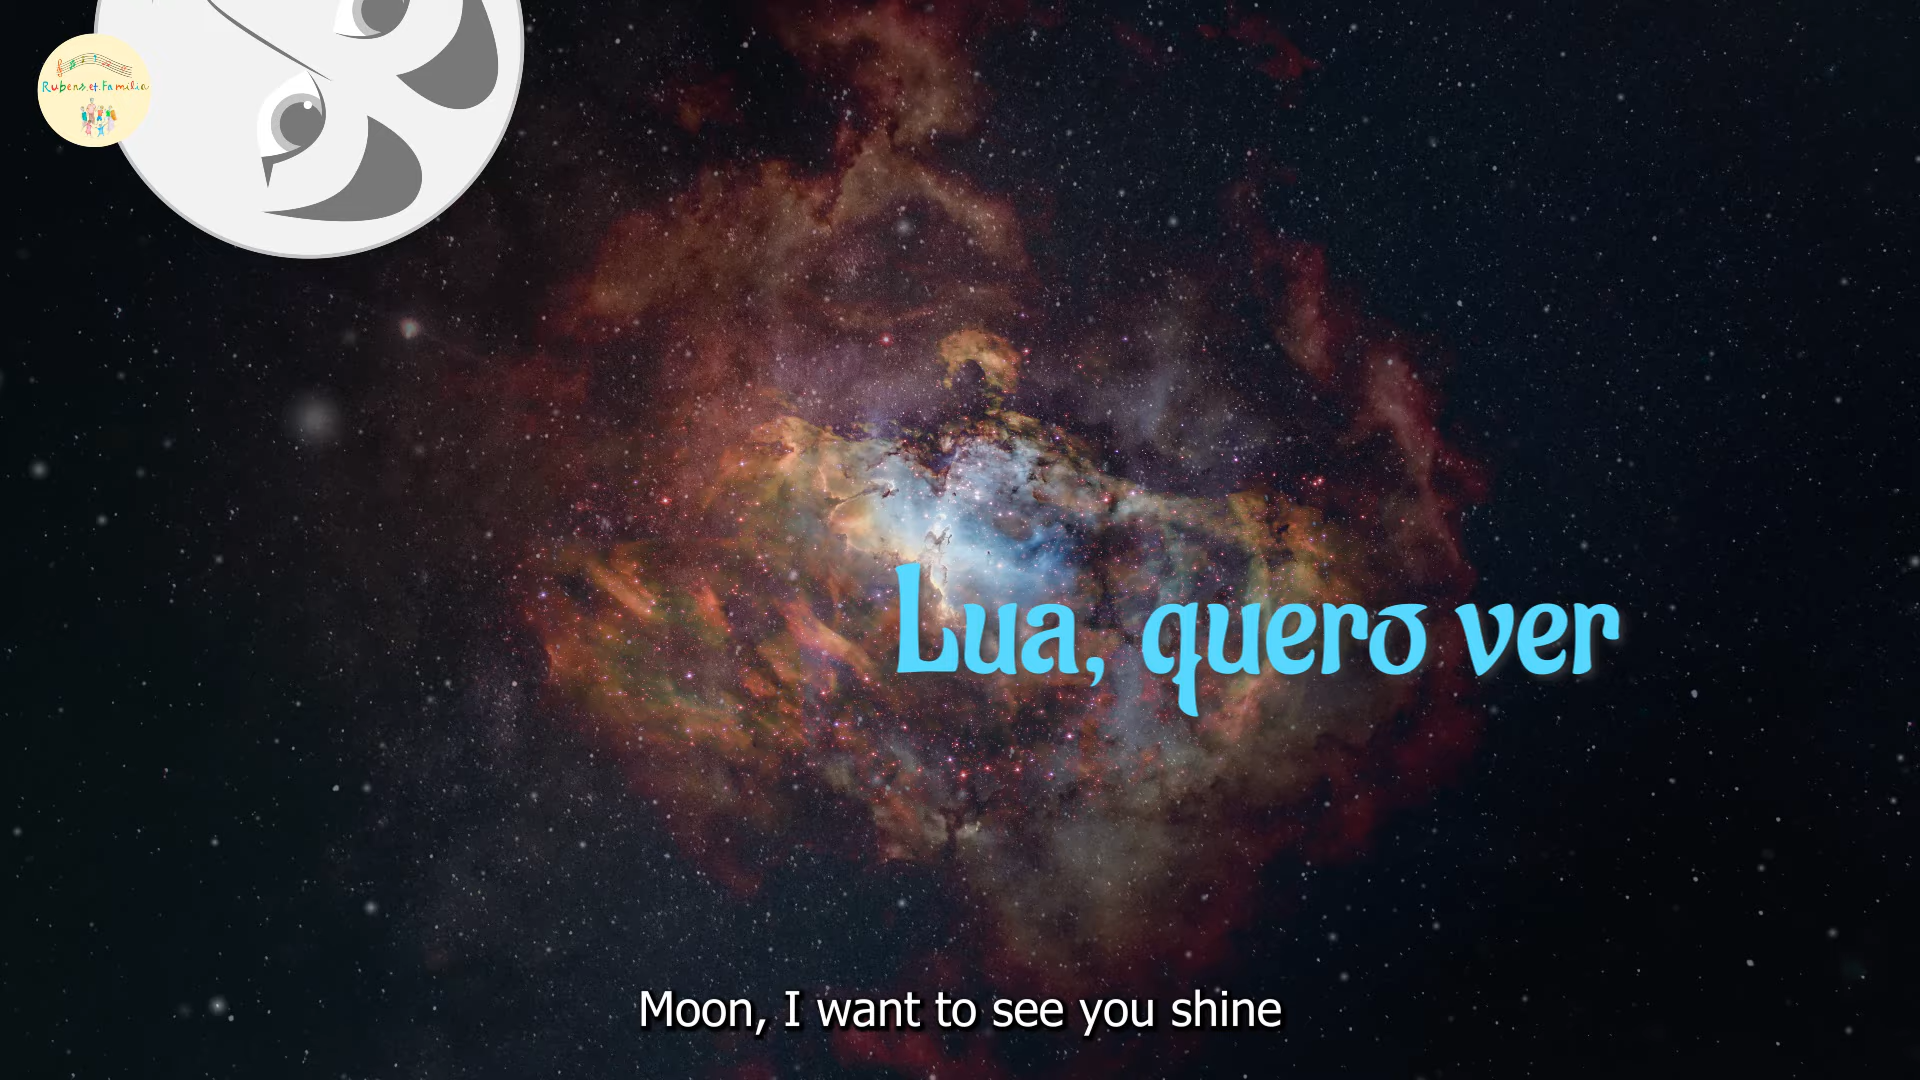 Rubens et Familia
Lua, quero ver
Moon, I want to see you shine